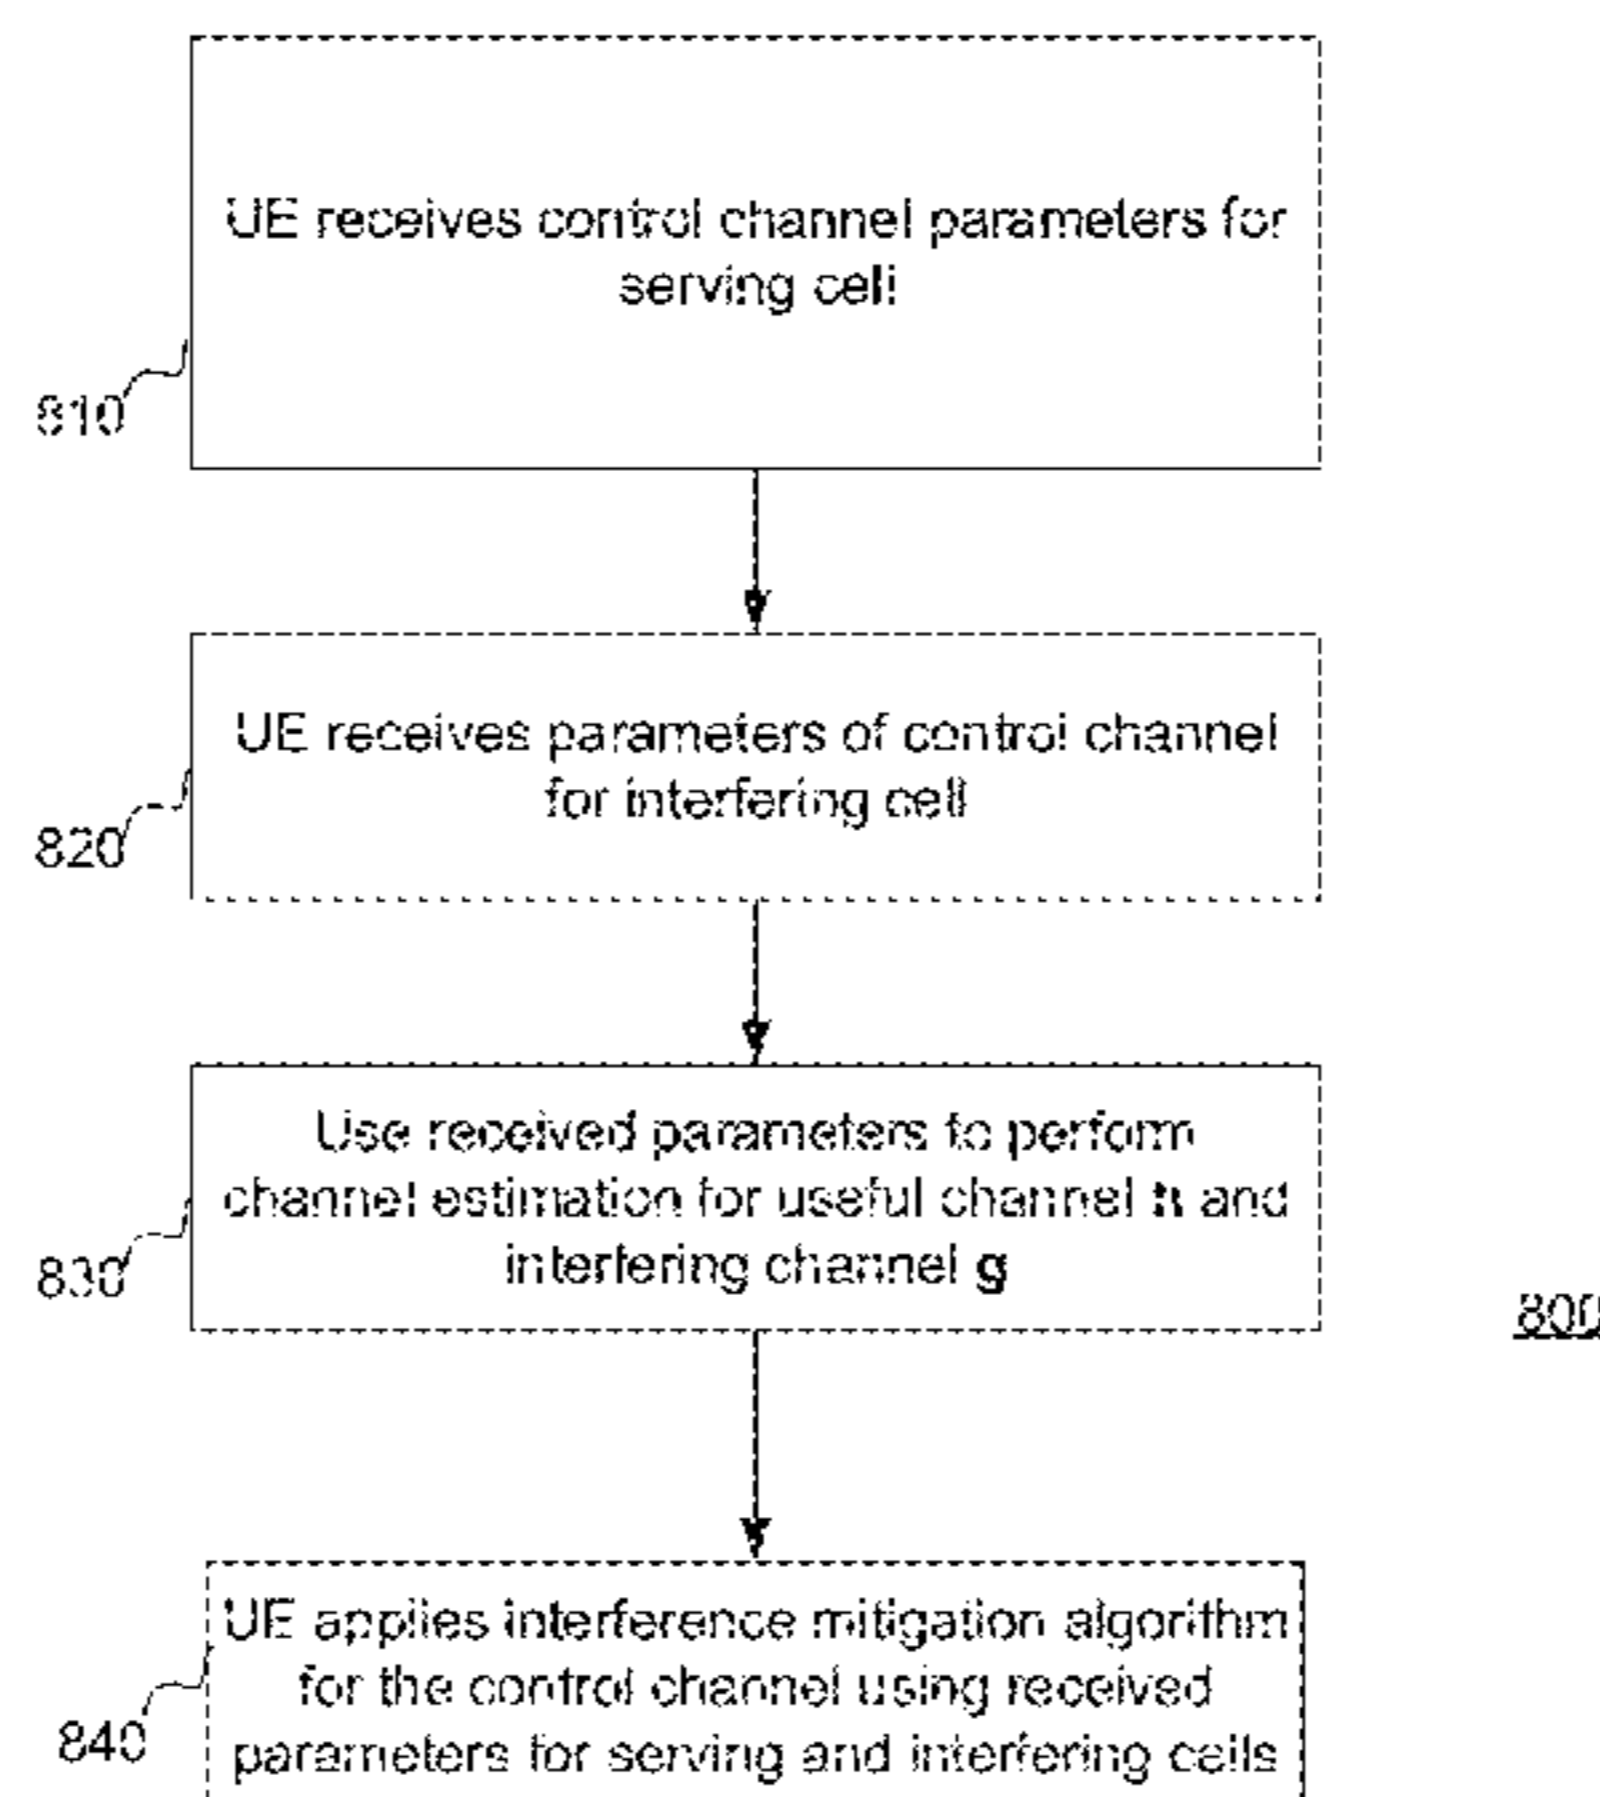 UE receives control channel parameters for
serving cell
810
UE receives parameters of control channel
for interfering cell
820
Use received parameters to perform
channel estimation for useful channel h and
interfering channel g
830
800
UE applies interference mitigation algorithm
for the control channel using received
parameters for serving and interfering cells
840